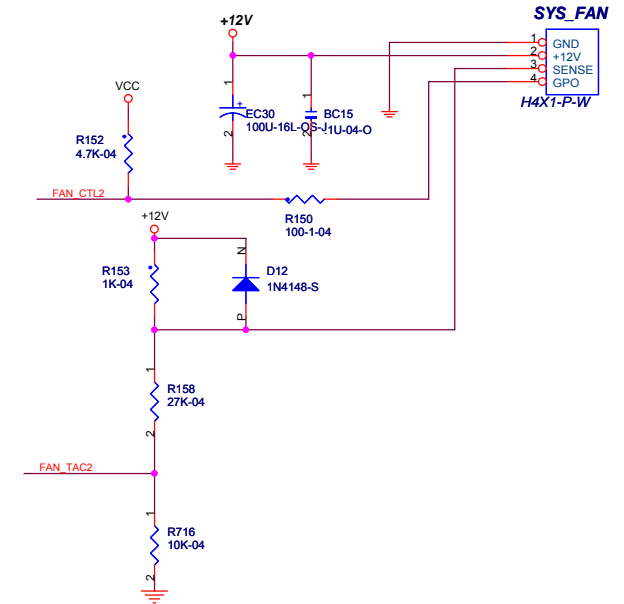 SYS_FAN
+12V
1 GND
2 +12V
3 SENSE
4 GPO
H4X1-P-W
1
1
EC30
BC15
100U-16L-OS-J
.1U-04-O
2
2
VCC
R152
4.7K-04
FAN_CTL2
R150
100-1-04
+12V
N
R153
D12
1K-04
1N4148-S
P
1
R158
27K-04
2
FAN_TAC2
1
R716
10K-04
2